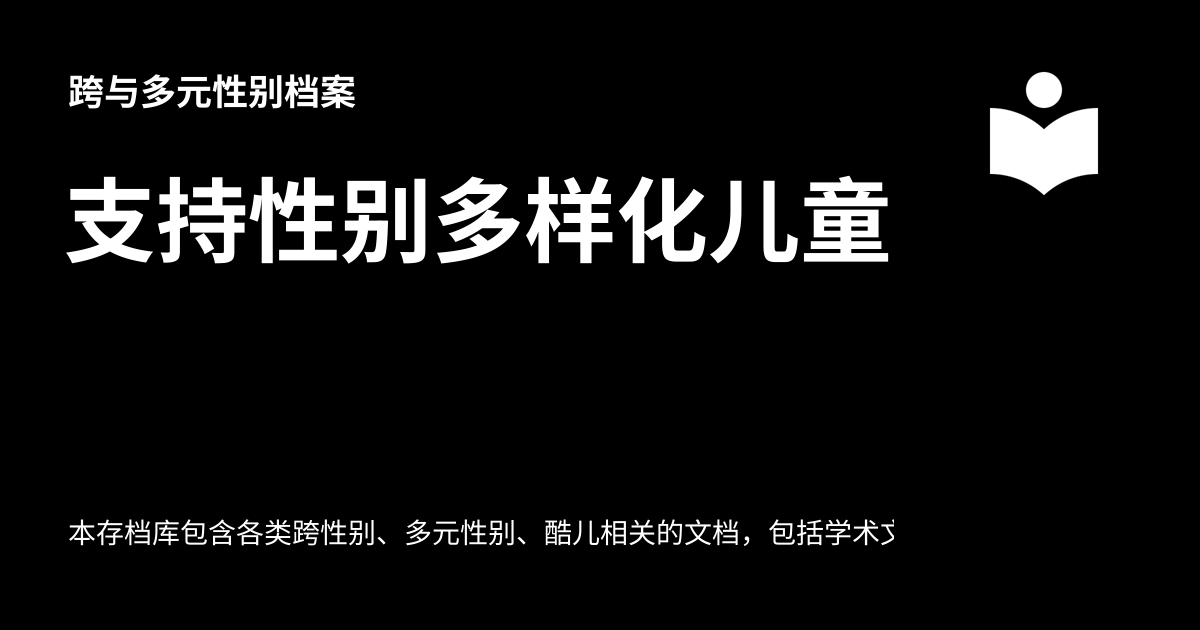 跨与多元性别档案
支持性别多样化儿童
本存档库包含各类跨性别、多元性别、酷儿相关的文档，包括学术